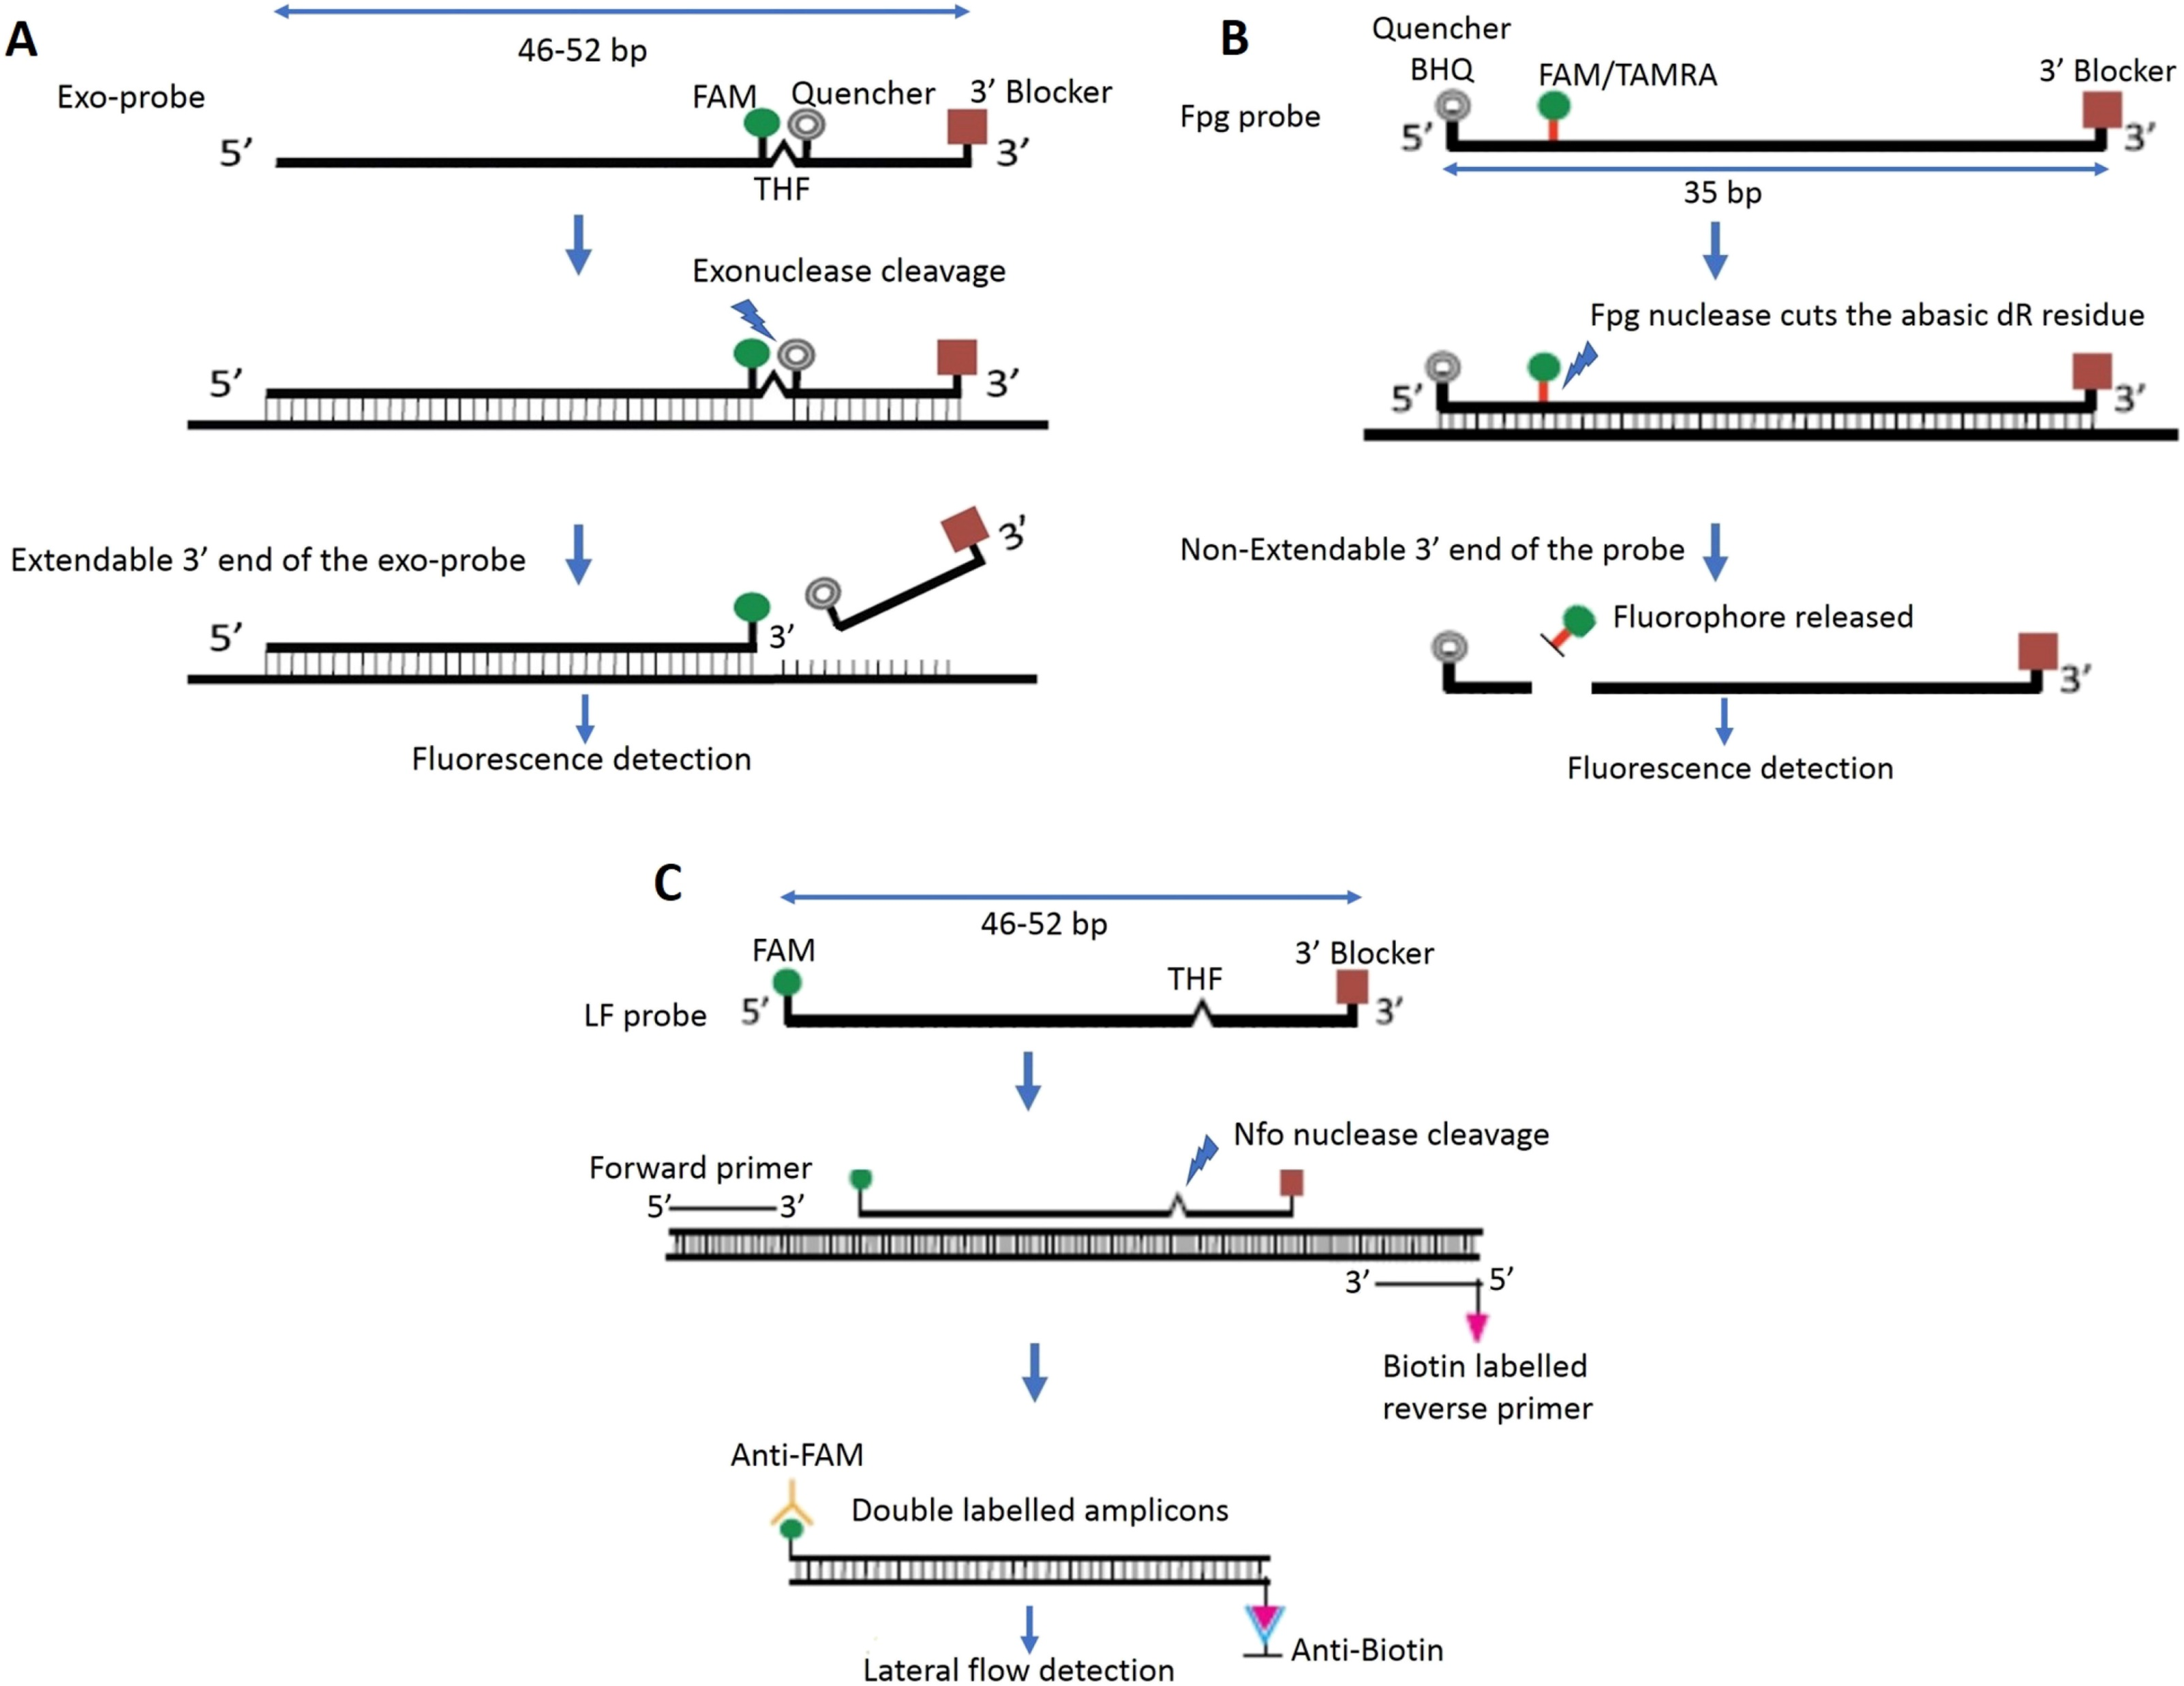 A
46-52 bp
Exo-probe
FAM
Quencher
3’ Blocker
5’
3’
THF
Exonuclease cleavage
5’
3’
Extendable 3’ end of the exo-probe
3’
5’
3’
Fluorescence detection
B
Quencher
BHQ
FAM/TAMRA
3’ Blocker
Fpg probe
5’
3’
35 bp
Fpg nuclease cuts the abasic dR residue
5’
3’
Non-Extendable 3’ end of the probe
Fluorophore released
3’
Fluorescence detection
C
46-52 bp
FAM
THF
3’ Blocker
LF probe
5’
3’
Nfo nuclease cleavage
Forward primer
5’
3’
3’
5’
Biotin labelled
reverse primer
Anti-FAM
Double labelled amplicons
Anti-Biotin
Lateral flow detection